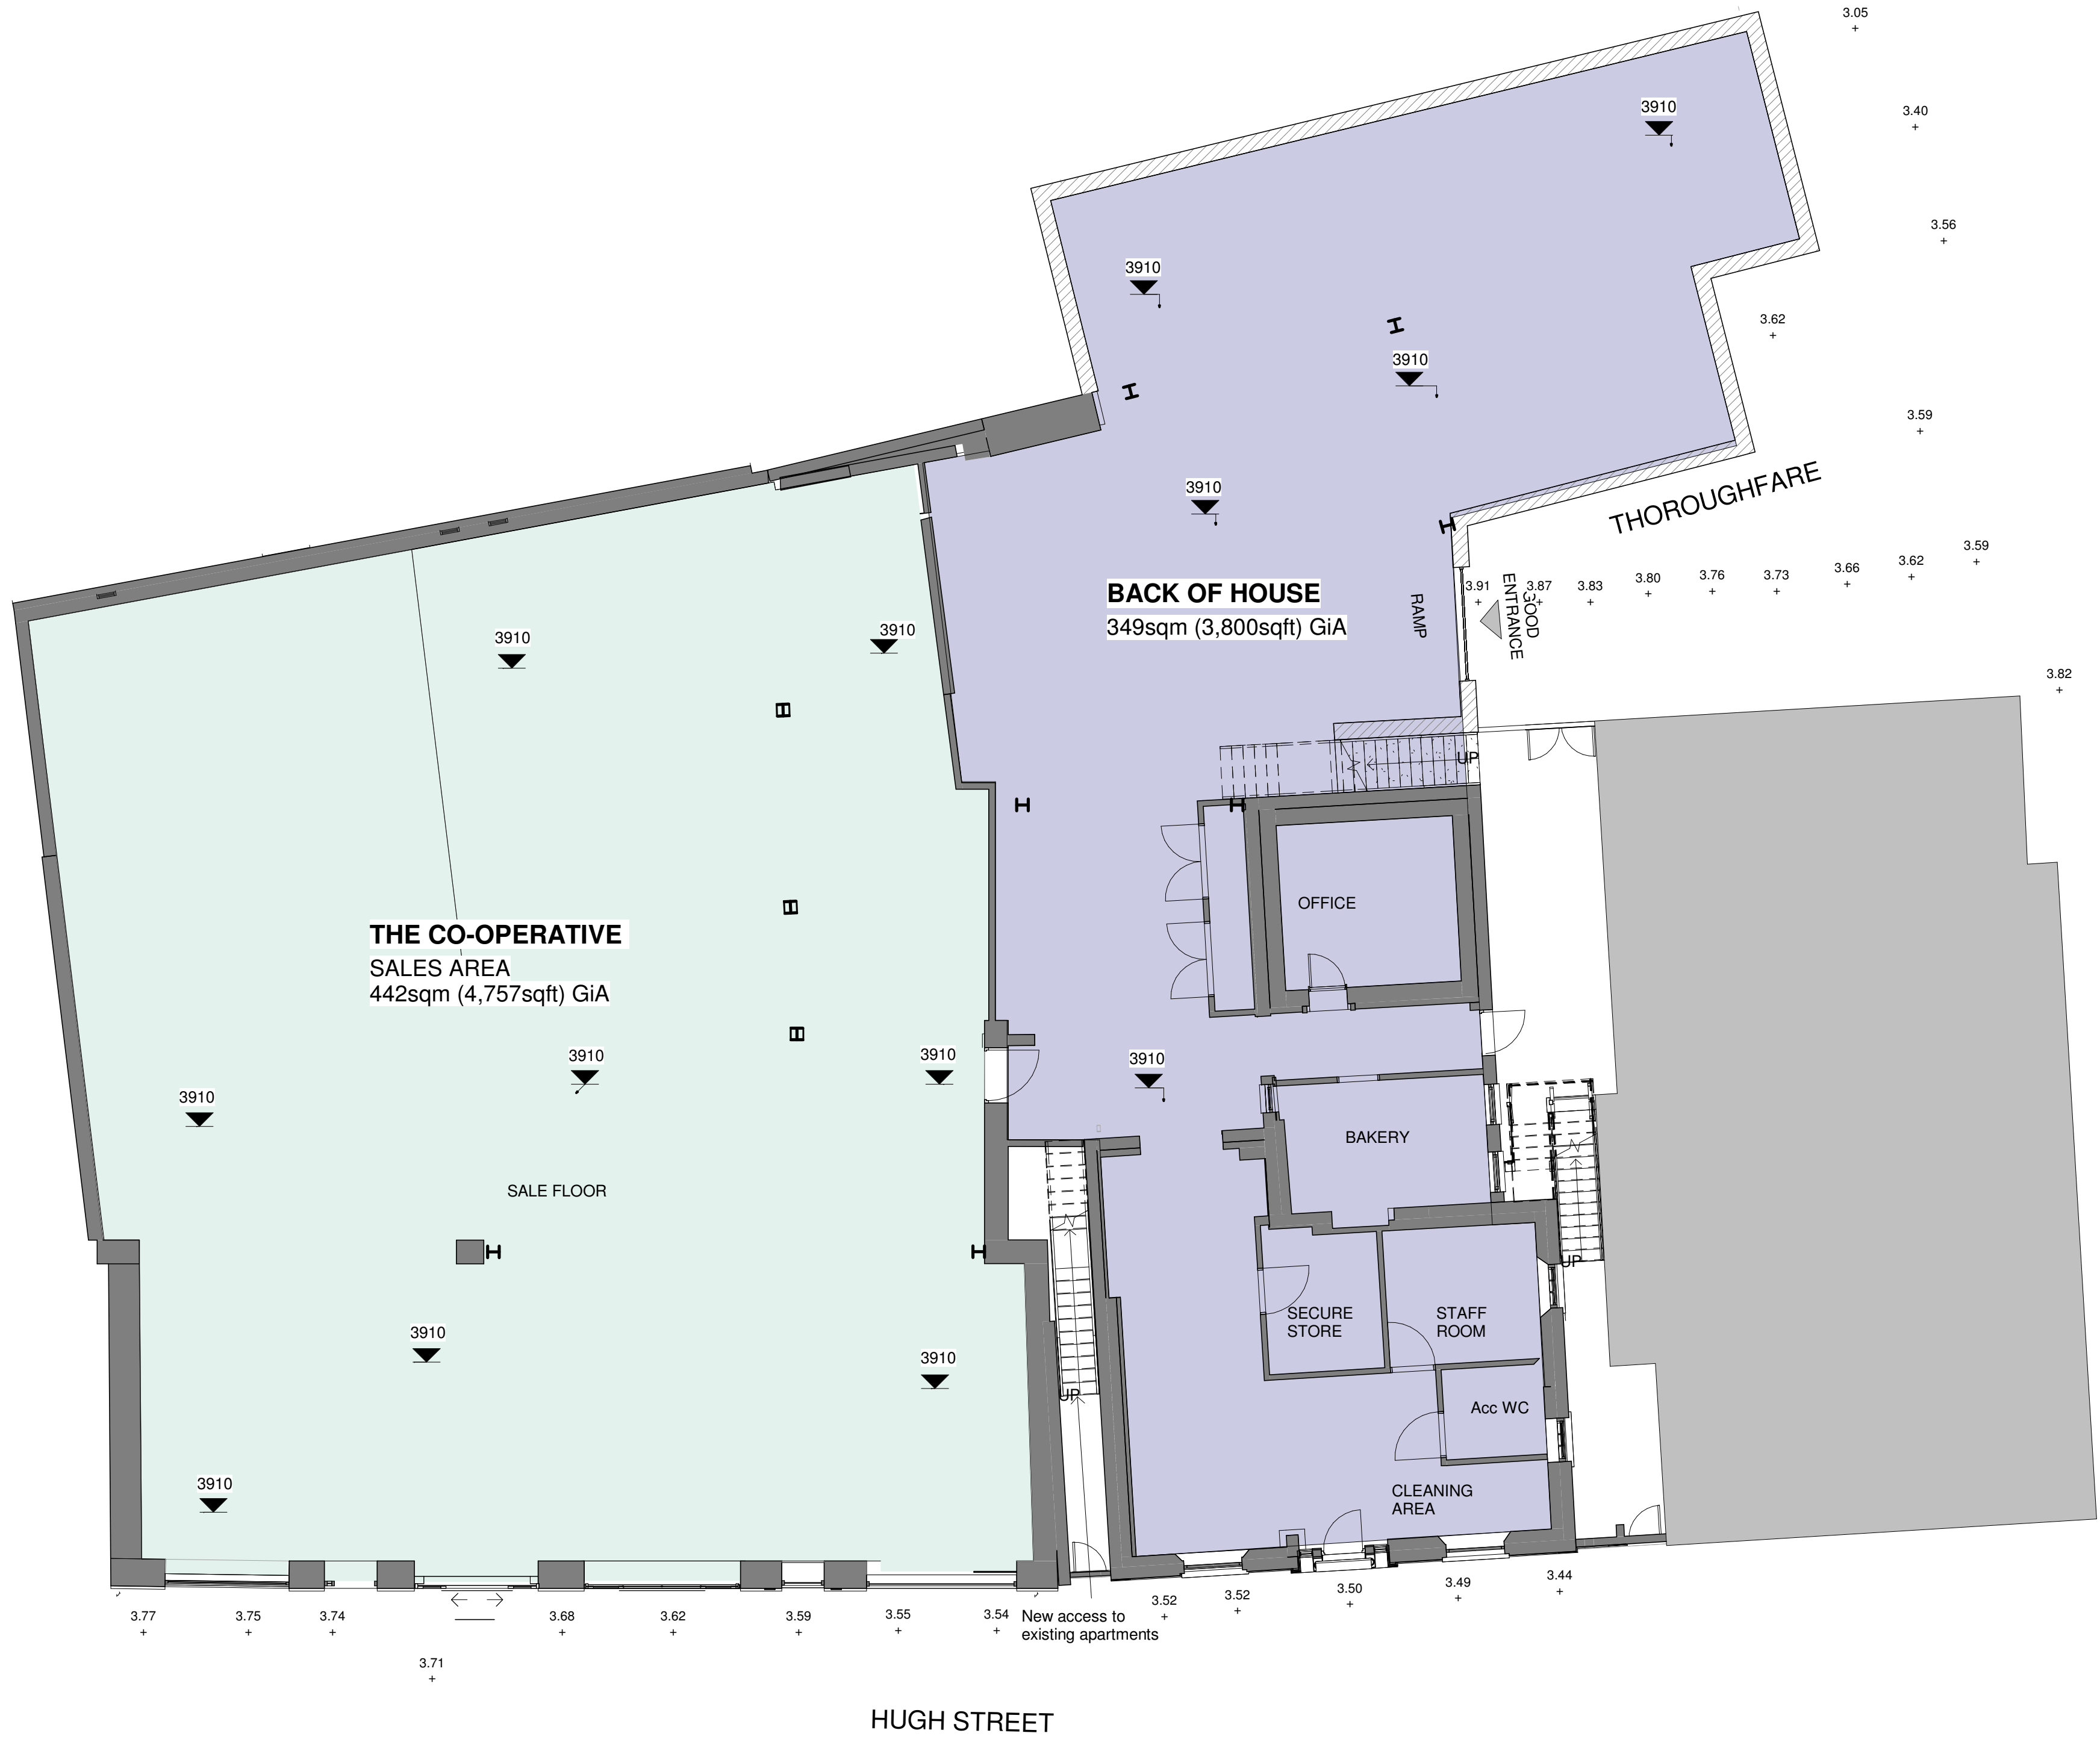 3.05
3910
3.40
3.56
3910
3.62
3910
3.59
THOROUGHFARE
3910
3.59
3.62
3.66
3.73
3.76
3.80
3.83
3.87
3.91
GOOD
ENTRANCE
RAMP
BACK OF HOUSE
349sqm (3,800sqft) GiA
3910
3910
3.82
UP
OFFICE
THE CO-OPERATIVE
SALES AREA
442sqm (4,757sqft) GiA
3910
3910
3910
3910
BAKERY
SALE FLOOR
UP
SECURE
STORE
STAFF
ROOM
3910
3910
UP
Acc WC
3910
CLEANING
AREA
3.77
3.75
3.74
3.68
3.62
3.59
3.55
3.54
New access to
existing apartments
3.52
3.52
3.50
3.49
3.44
3.71
HUGH STREET